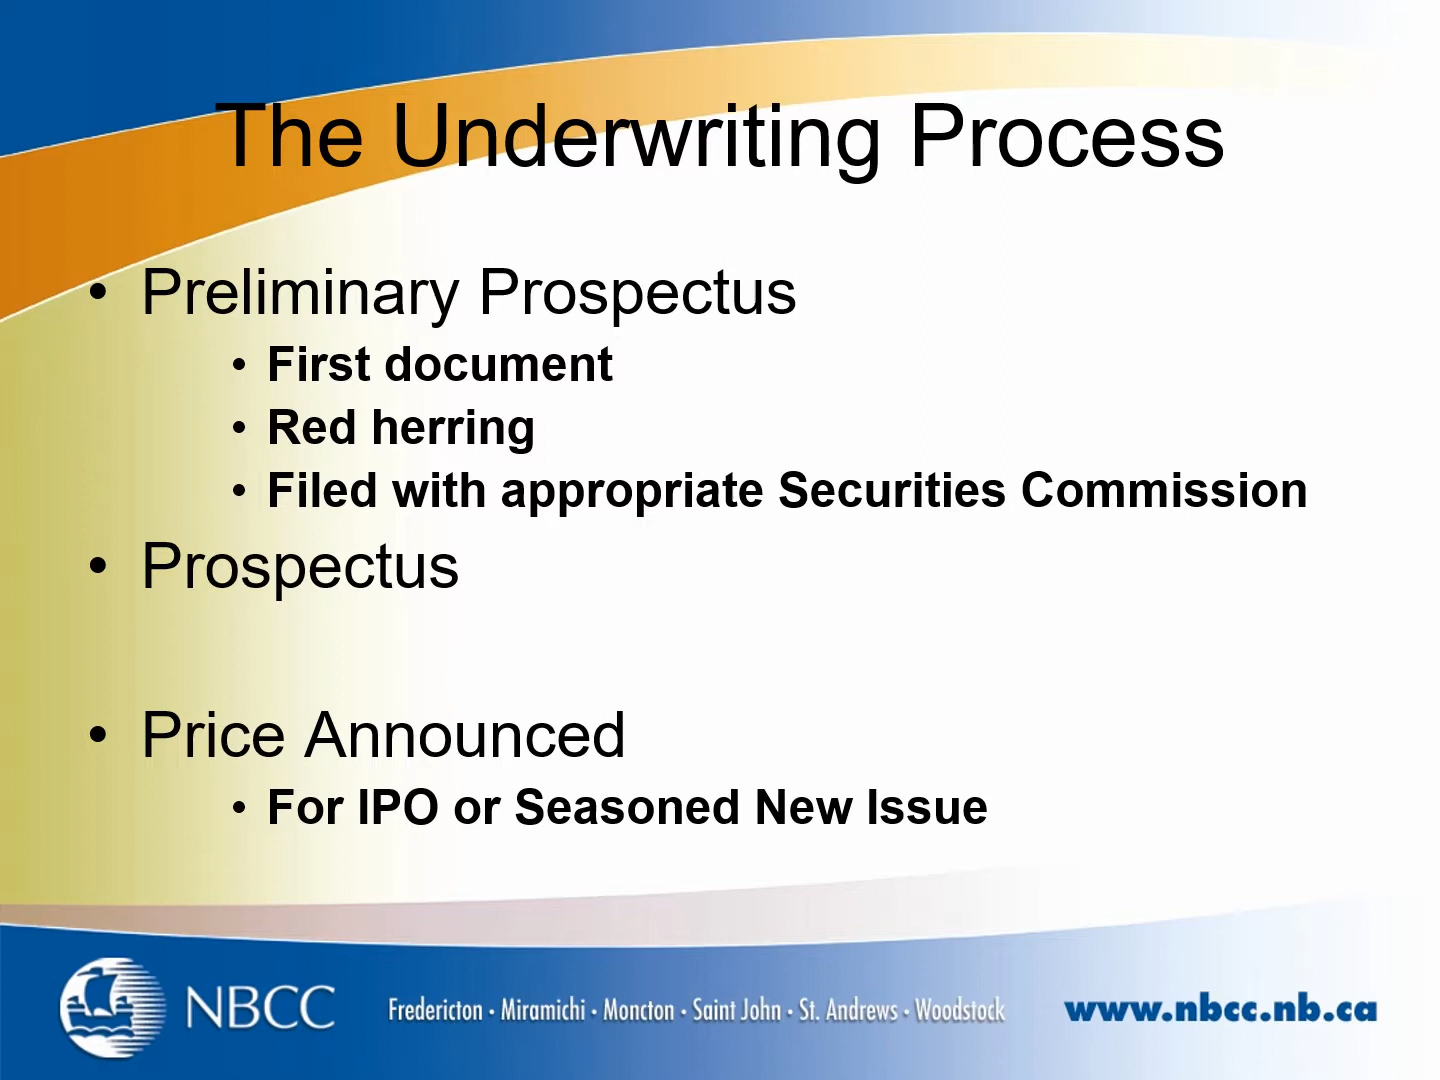 The Underwriting Process
• Preliminary Prospectus
• First document
• Red herring
• Filed with appropriate Securities Commission
• Prospectus
• Price Announced
• For IPO or Seasoned New Issue
NBCC
Fredericton • Miramichi • Moncton • Saint John • St. Andrews • Woodstock
www.nbcc.nb.ca